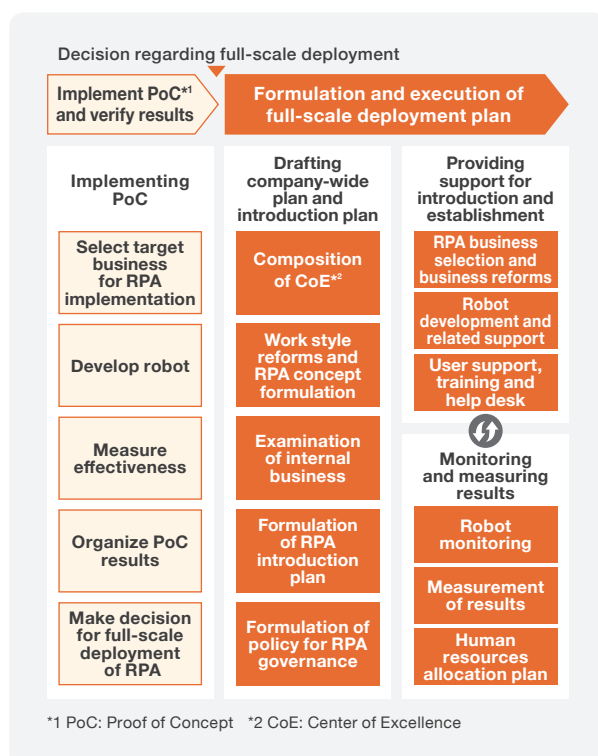 Decision regarding full-scale deployment
Implement PoC*1
and verify results
Formulation and execution of
full-scale deployment plan
Implementing
PoC
Select target
business
for RPA
implementation
Develop robot
Measure
effectiveness
Organize PoC
results
Make decision
for full-scale
deployment
of RPA
Drafting
company-wide
plan and
introduction plan
Composition
of CoE*2
Work style
reforms and
RPA concept
formulation
Examination
of internal
business
Formulation
of RPA
introduction
plan
Formulation of
policy for RPA
governance
Providing
support for
introduction and
establishment
RPA business
selection and
business reforms
Robot
development and
related support
User support,
training and
help desk
Monitoring
and measuring
results
Robot
monitoring
Measurement
of results
Human
resources
allocation plan
*1 PoC: Proof of Concept *2 CoE: Center of Excellence